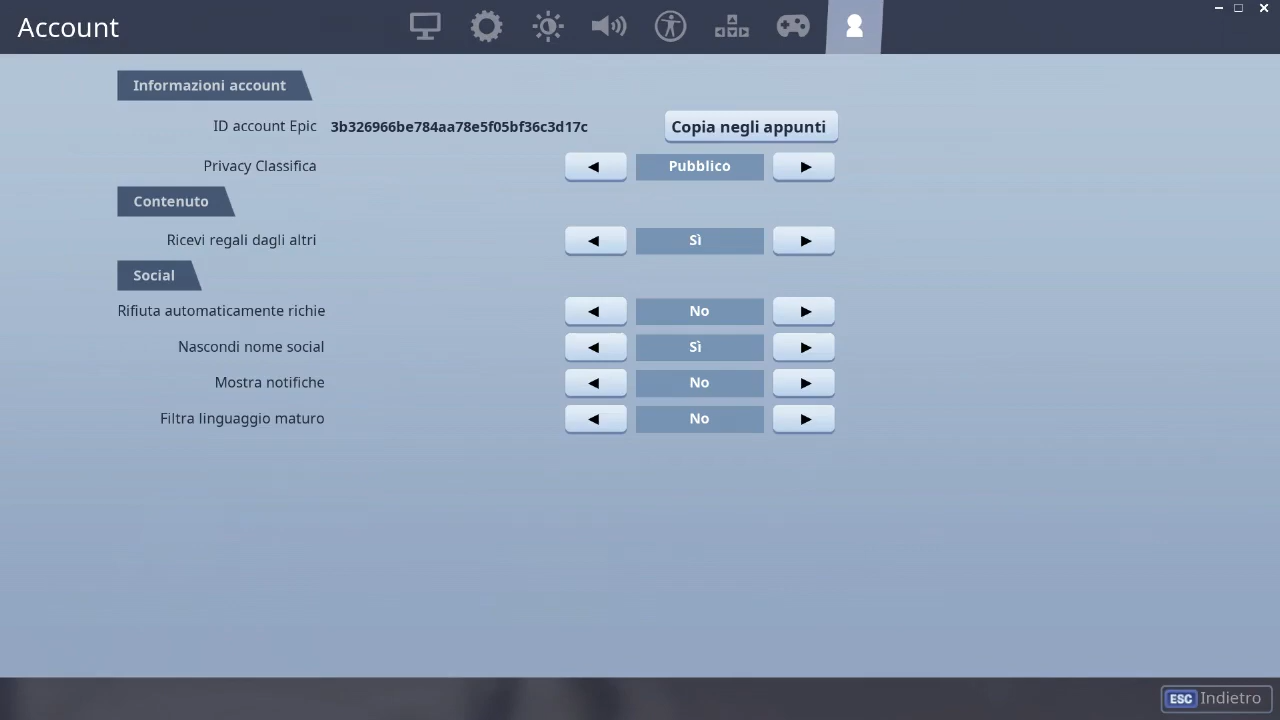 Account
Informazioni account
ID account Epic 3b326966be784aa78e5f05bf36c3d17c Copia negli appunti
Privacy Classifica Pubblico
Contenuto
Ricevi regali dagli altri Sì
Social
Rifiuta automaticamente richie No
Nascondi nome social Sì
Mostra notifiche No
Filtra linguaggio maturo No
ESC Indietro